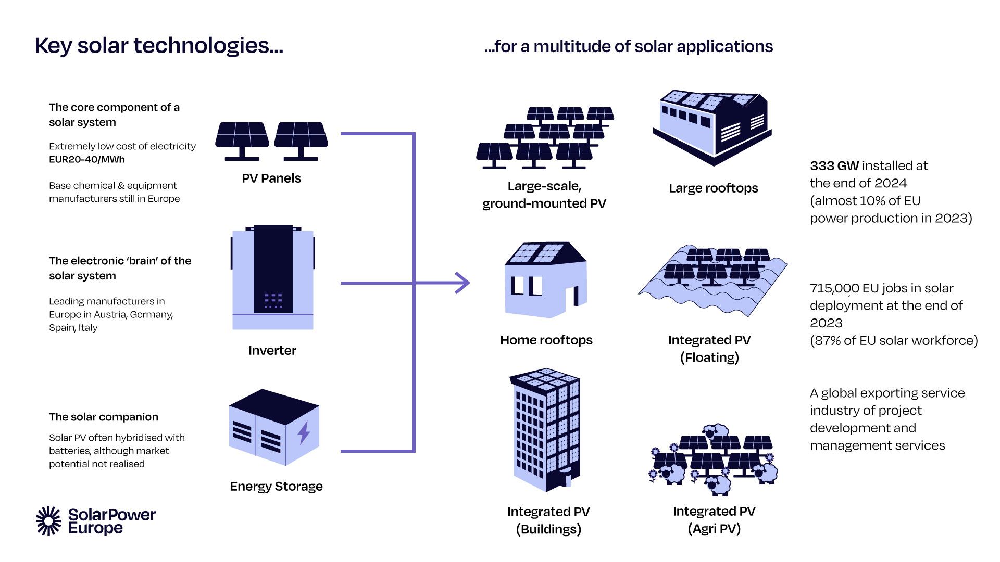 Key solar technologies...
...for a multitude of solar applications
The core component of a
solar system
Extremely low cost of electricity
EUR20-40/MWh
Base chemical & equipment
manufacturers still in Europe
PV Panels
The electronic ‘brain’ of the
solar system
Leading manufacturers in
Europe in Austria, Germany,
Spain, Italy
Inverter
The solar companion
Solar PV often hybridised with
batteries, although market
potential not realised
Energy Storage
Large-scale,
ground-mounted PV
Large rooftops
Home rooftops
Integrated PV
(Floating)
Integrated PV
(Buildings)
Integrated PV
(Agri PV)
333 GW installed at
the end of 2024
(almost 10% of EU
power production in 2023)
715,000 EU jobs in solar
deployment at the end of
2023
(87% of EU solar workforce)
A global exporting service
industry of project
development and
management services
SolarPower
Europe